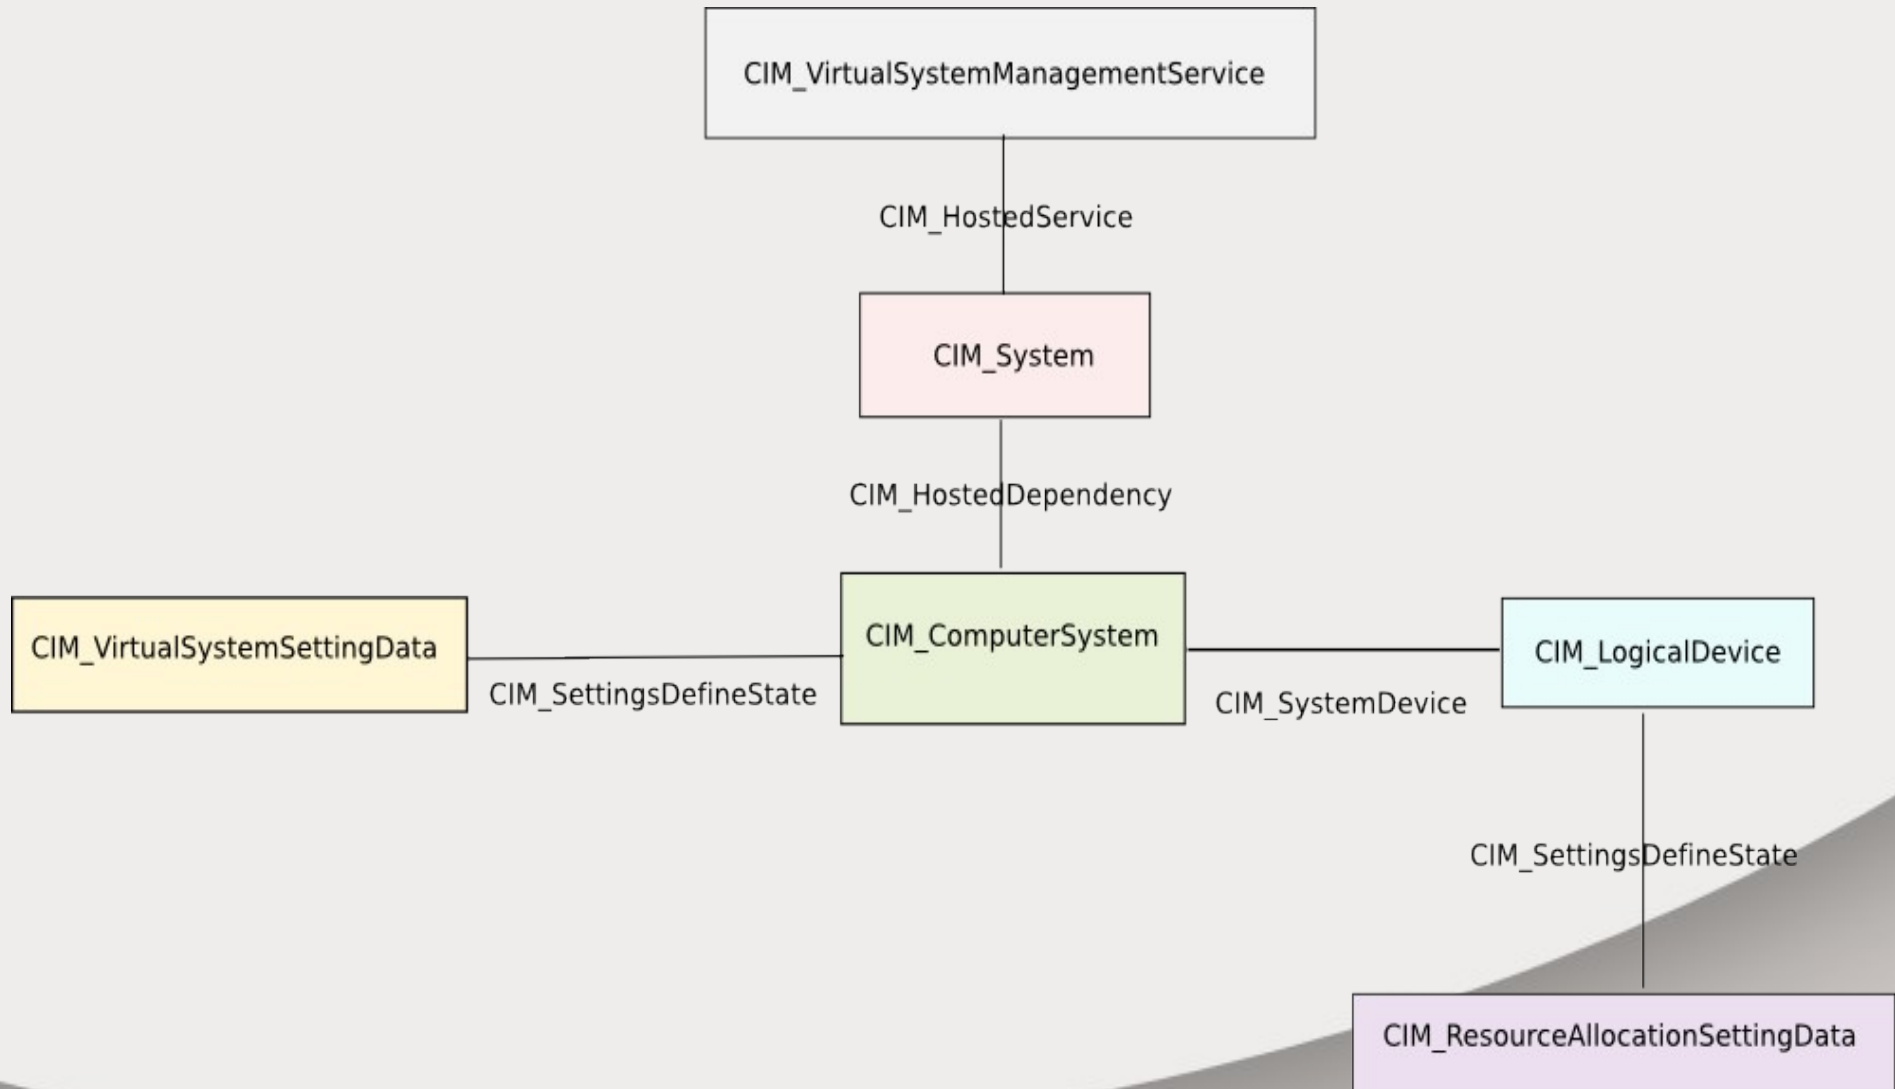 CIM_VirtualSystemManagementService
CIM_HostedService
CIM_System
CIM_HostedDependency
CIM_VirtualSystemSettingData
CIM_SettingsDefineState
CIM_ComputerSystem
CIM_SystemDevice
CIM_LogicalDevice
CIM_SettingsDefineState
CIM_ResourceAllocationSettingData